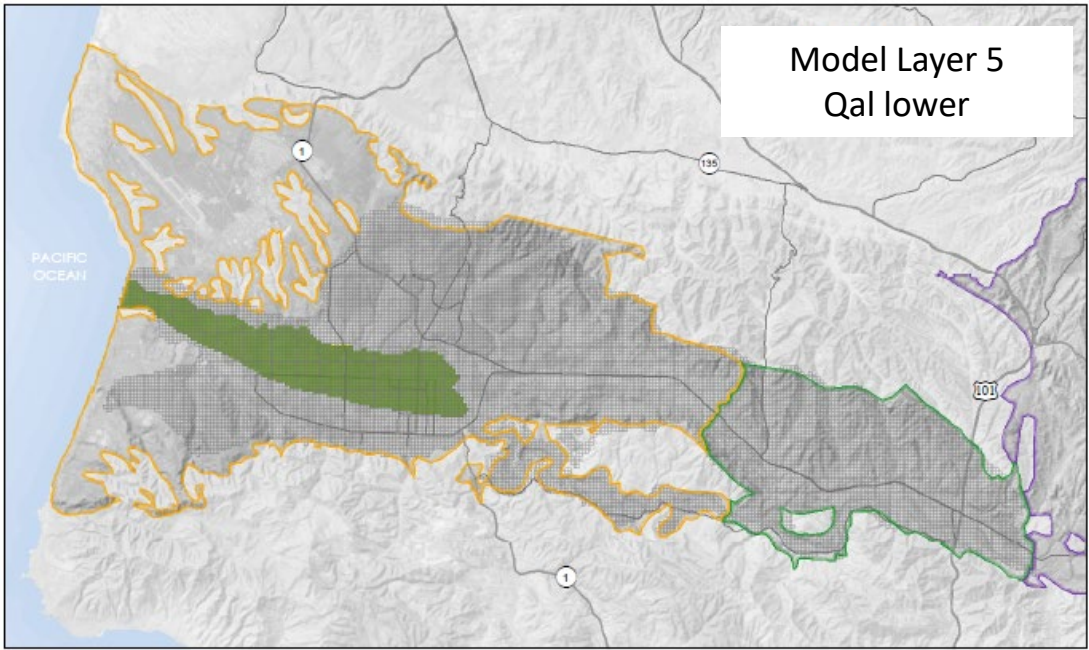 Model Layer 5
Qal lower
1
135
PACIFIC
OCEAN
101
1